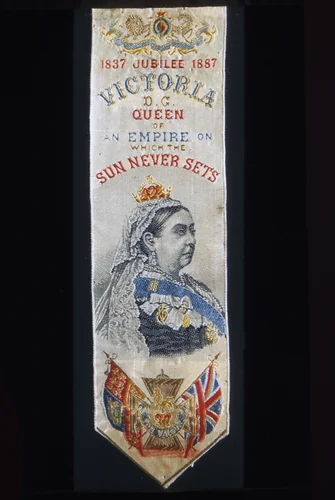 1837 JUBILEE 1887
VICTORIA
D.G.
QUEEN
OF
AN EMPIRE ON
WHICH THE
SUN NEVER SETS